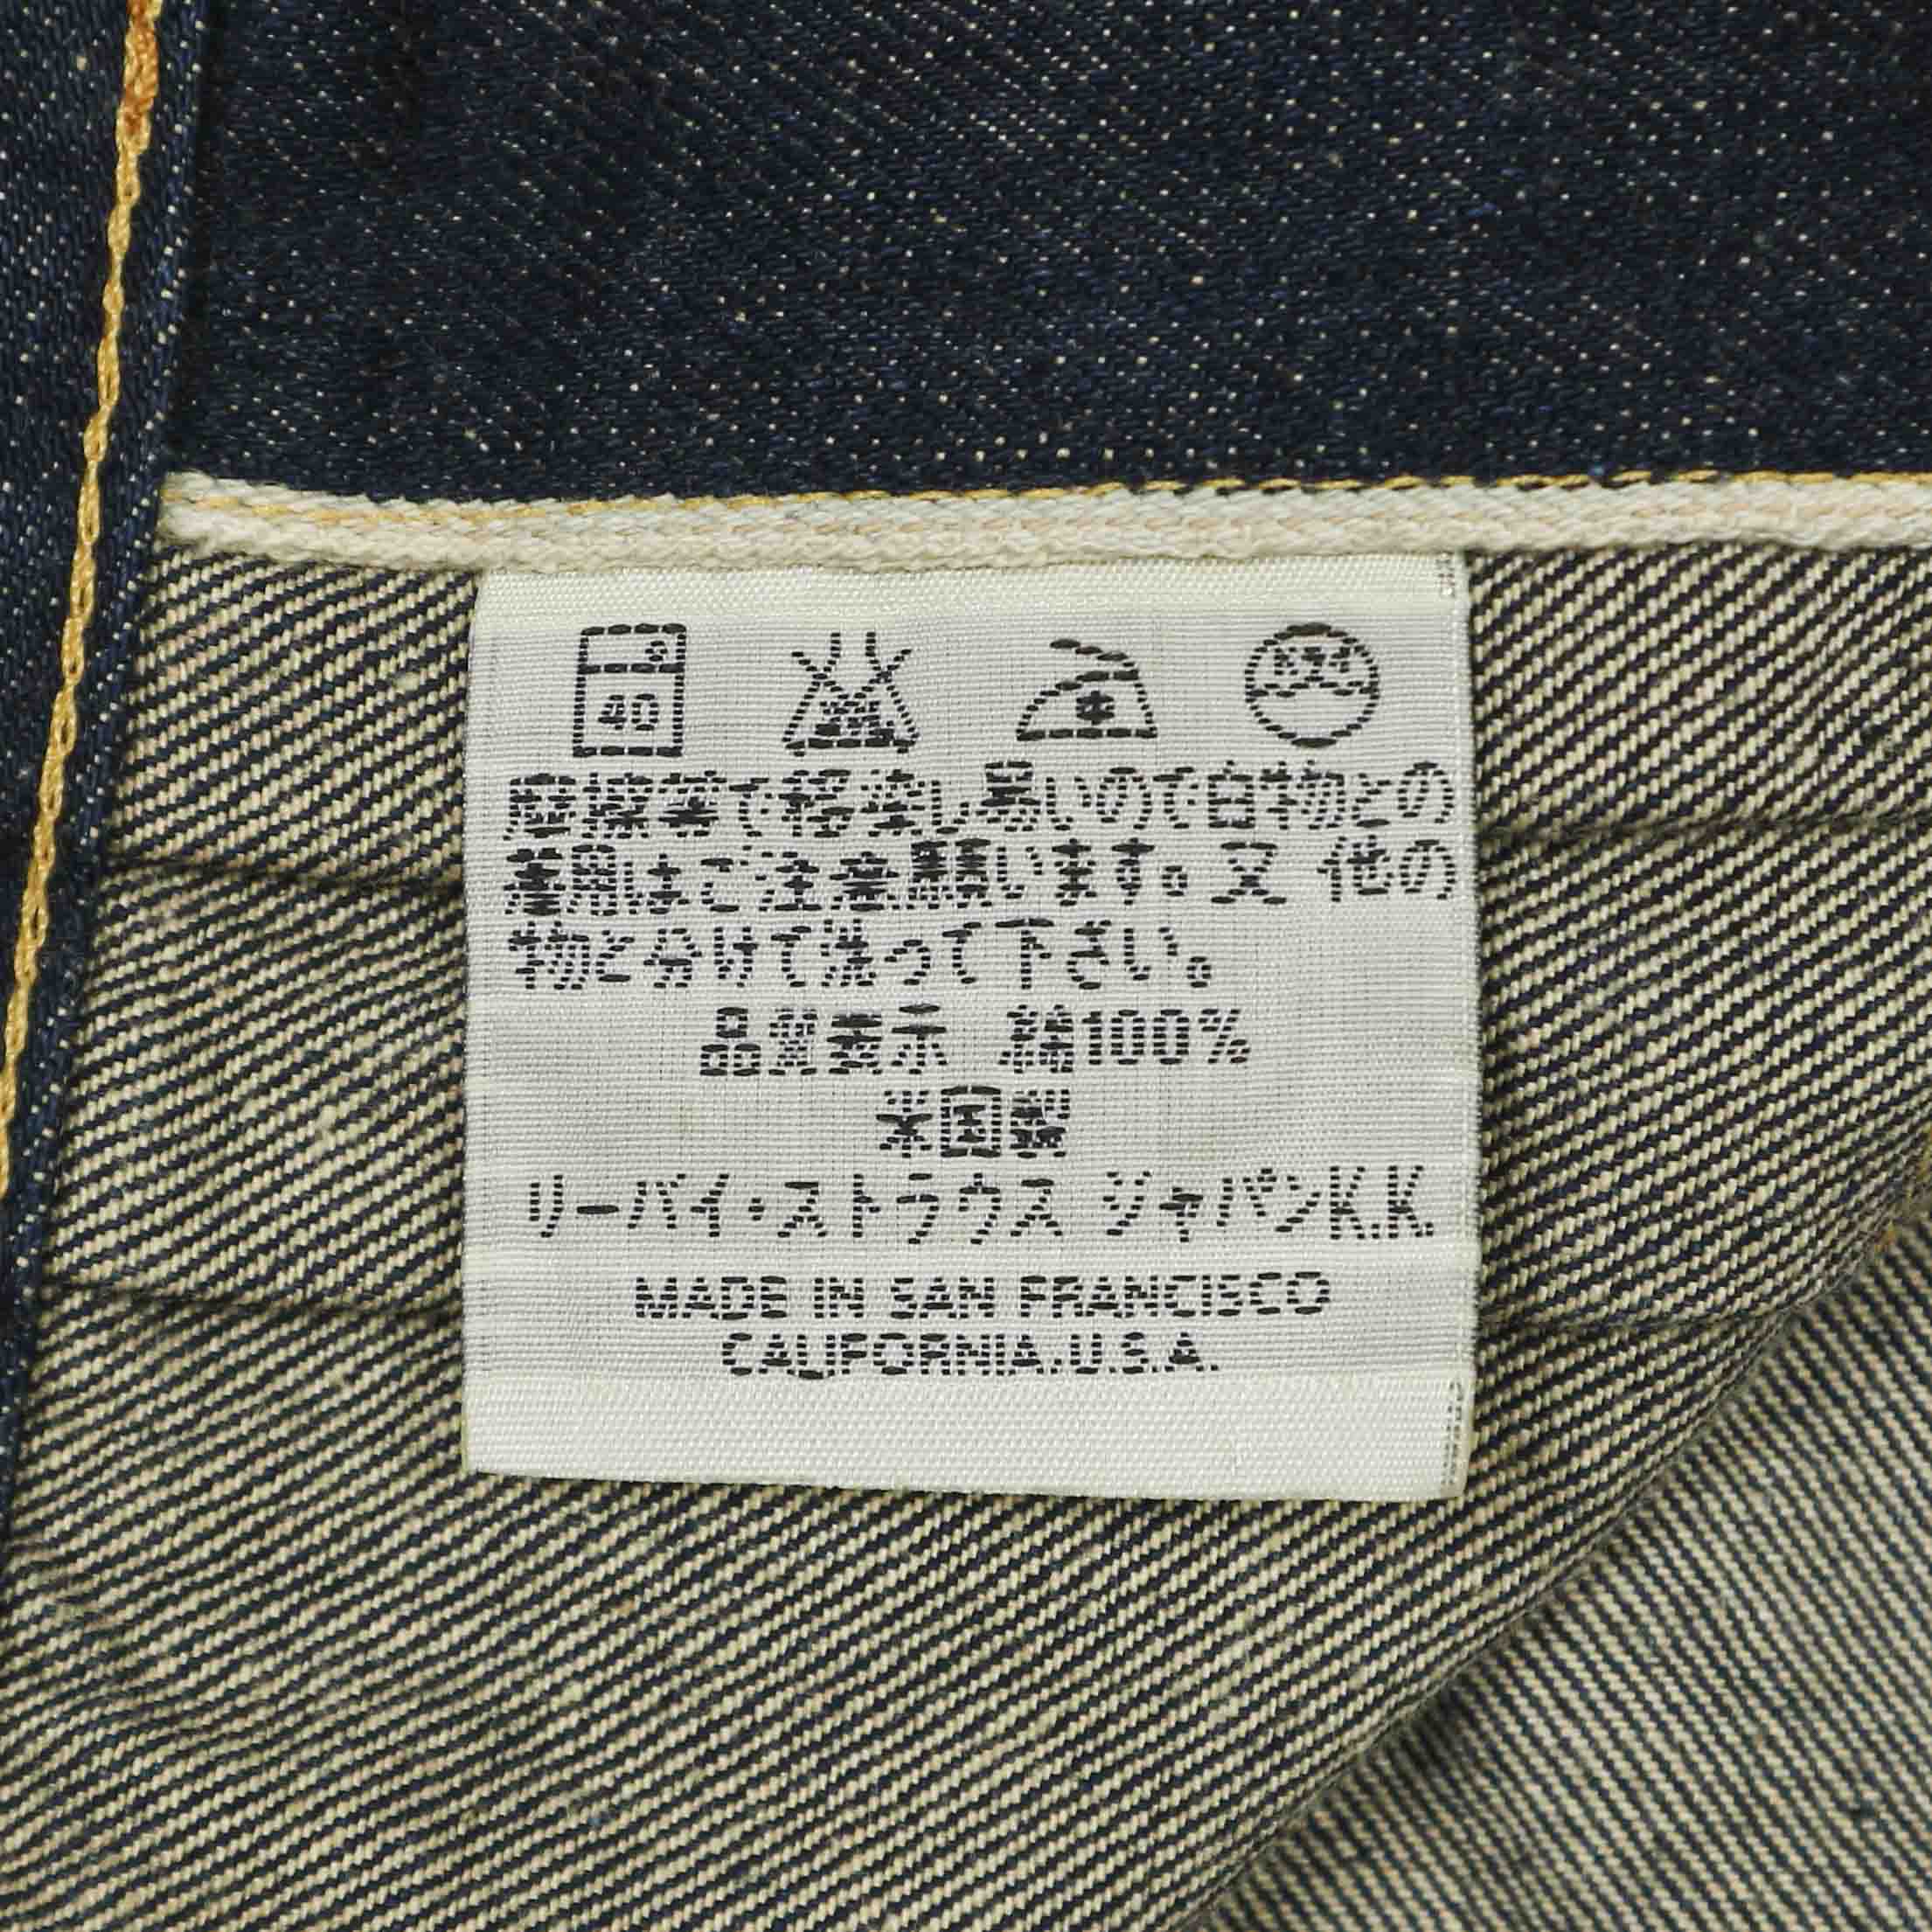 40
摩擦等で移染し易いので白物との
着用はご注意願います。又 他の
物と分けて洗って下さい。
品質表示 綿100%
米国製
リーバイ・ストラウス ジャパンK.K.
MADE IN SAN FRANCISCO
CALIFORNIA,U.S.A.